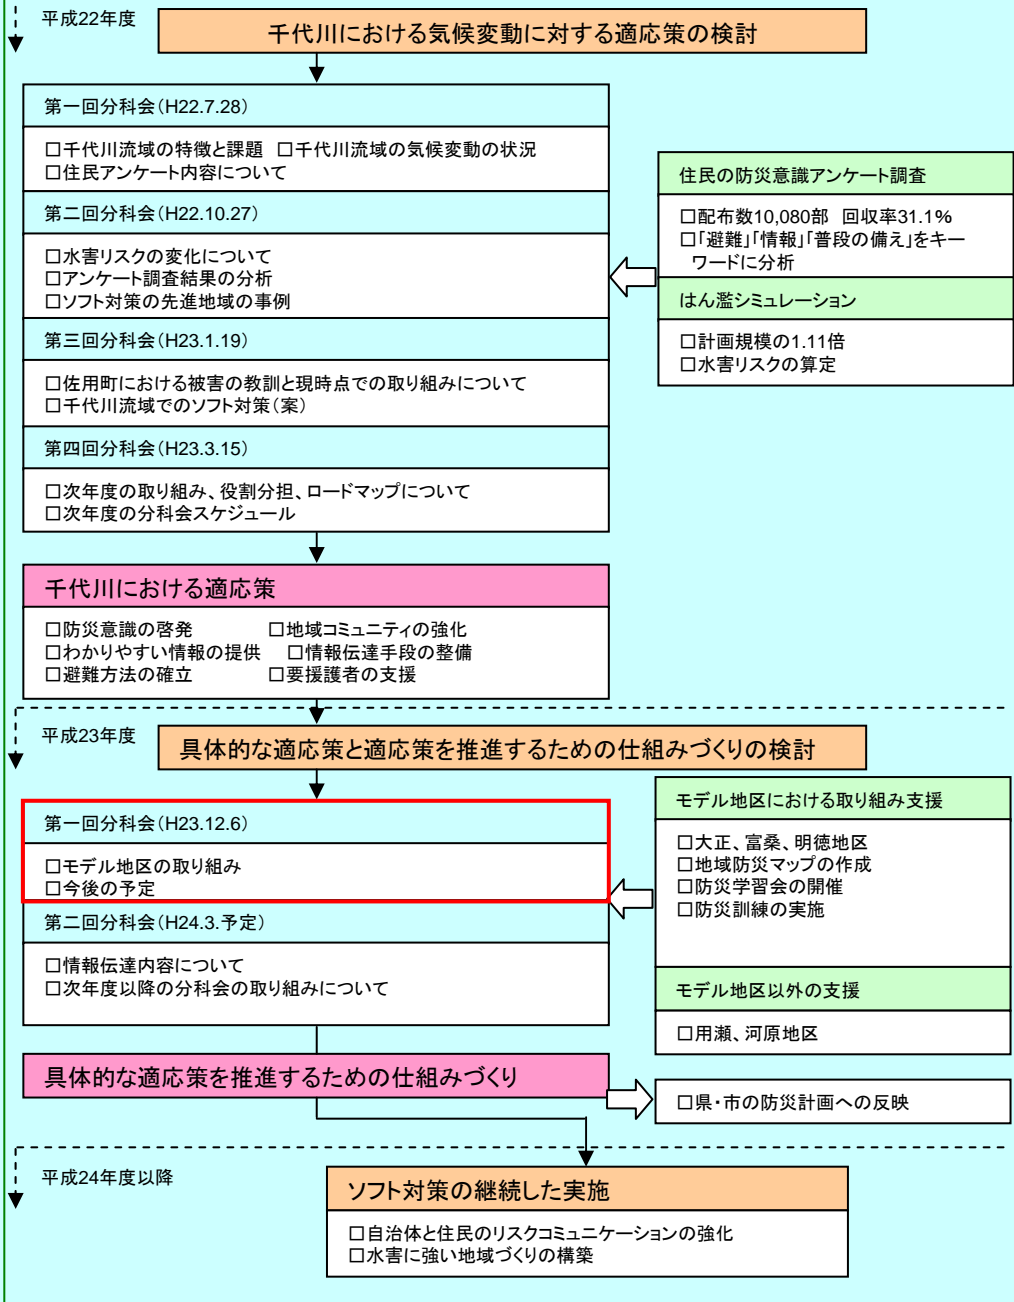 平成22年度
千代川における気候変動に対する適応策の検討
第一回分科会(H22.7.28)
□千代川流域の特徴と課題 □千代川流域の気候変動の状況
□住民アンケート内容について
第二回分科会(H22.10.27)
□水害リスクの変化について
□アンケート調査結果の分析
□ソフト対策の先進地域の事例
第三回分科会(H23.1.19)
□佐用町における被害の教訓と現時点での取り組みについて
□千代川流域でのソフト対策(案)
第四回分科会(H23.3.15)
□次年度の取り組み、役割分担、ロードマップについて
□次年度の分科会スケジュール
住民の防災意識アンケート調査
□配布数10,080部 回収率31.1%
□「避難」「情報」「普段の備え」をキー
ワードに分析
はん濫シミュレーション
□計画規模の1.11倍
□水害リスクの算定
千代川における適応策
□防災意識の啓発 □地域コミュニティの強化
□わかりやすい情報の提供 □情報伝達手段の整備
□避難方法の確立 □要援護者の支援
平成23年度
具体的な適応策と適応策を推進するための仕組みづくりの検討
第一回分科会(H23.12.6)
□モデル地区の取り組み
□今後の予定
第二回分科会(H24.3.予定)
□情報伝達内容について
□次年度以降の分科会の取り組みについて
モデル地区における取り組み支援
□大正、富桑、明徳地区
□地域防災マップの作成
□防災学習会の開催
□防災訓練の実施
モデル地区以外の支援
□用瀬、河原地区
具体的な適応策を推進するための仕組みづくり
□県・市の防災計画への反映
平成24年度以降
ソフト対策の継続した実施
□自治体と住民のリスクコミュニケーションの強化
□水害に強い地域づくりの構築